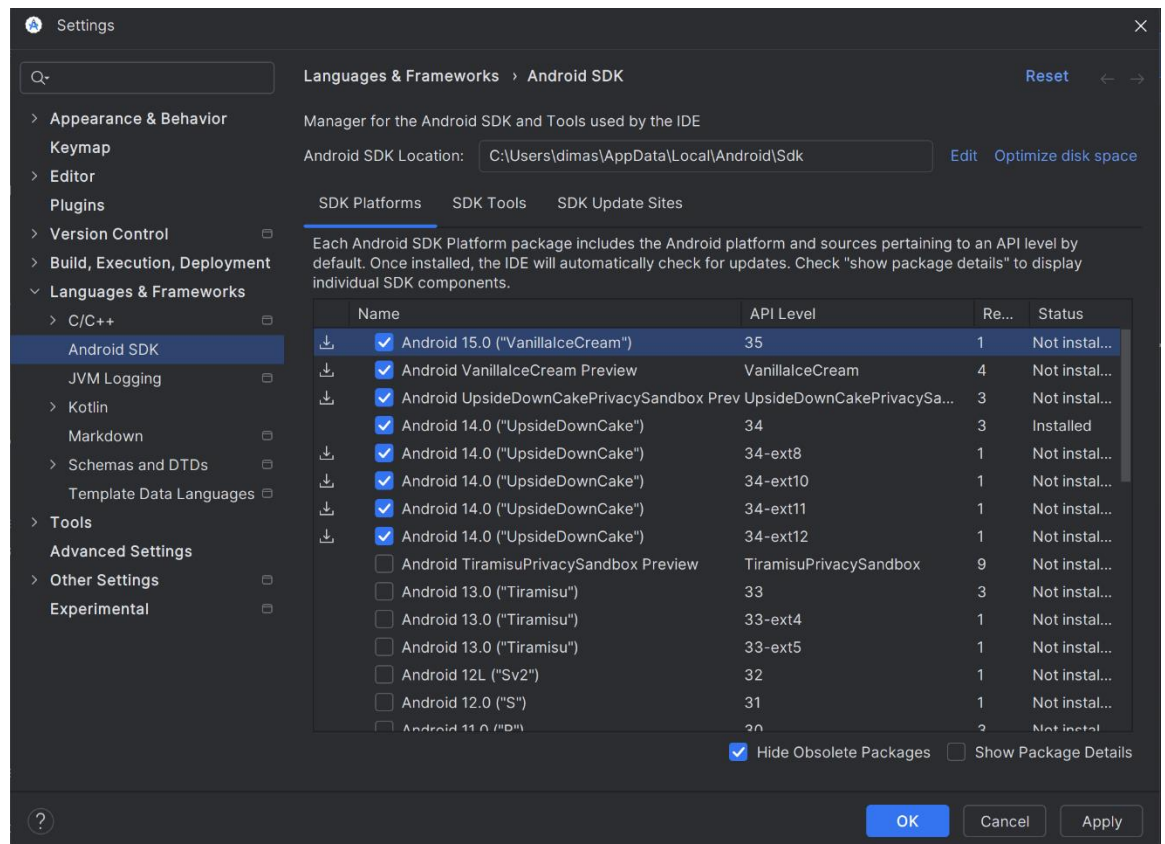 Settings
Languages & Frameworks › Android SDK Reset
Appearance & Behavior
Keymap
Editor
Plugins
Version Control
Build, Execution, Deployment
Languages & Frameworks
C/C++
Android SDK
JVM Logging
Kotlin
Markdown
Schemas and DTDs
Template Data Languages
Tools
Advanced Settings
Other Settings
Experimental
Manager for the Android SDK and Tools used by the IDE
Android SDK Location: C:\Users\dimas\AppData\Local\Android\Sdk Edit Optimize disk space
SDK Platforms SDK Tools SDK Update Sites
Each Android SDK Platform package includes the Android platform and sources pertaining to an API level by
default. Once installed, the IDE will automatically check for updates. Check "show package details" to display
individual SDK components.
Name API Level Re... Status
Android 15.0 ("VanillaIceCream") 35 1 Not instal...
Android VanillaIceCream Preview VanillaIceCream 4 Not instal...
Android UpsideDownCakePrivacySandbox Prev UpsideDownCakePrivacySa... 3 Not instal...
Android 14.0 ("UpsideDownCake") 34 3 Installed
Android 14.0 ("UpsideDownCake") 34-ext8 1 Not instal...
Android 14.0 ("UpsideDownCake") 34-ext10 1 Not instal...
Android 14.0 ("UpsideDownCake") 34-ext11 1 Not instal...
Android 14.0 ("UpsideDownCake") 34-ext12 1 Not instal...
Android TiramisuPrivacySandbox Preview TiramisuPrivacySandbox 9 Not instal...
Android 13.0 ("Tiramisu") 33 3 Not instal...
Android 13.0 ("Tiramisu") 33-ext4 1 Not instal...
Android 13.0 ("Tiramisu") 33-ext5 1 Not instal...
Android 12L ("Sv2") 32 1 Not instal...
Android 12.0 ("S") 31 1 Not instal...
Android 11.0 ("R") 30 3 Not instal...
Hide Obsolete Packages Show Package Details
? OK Cancel Apply